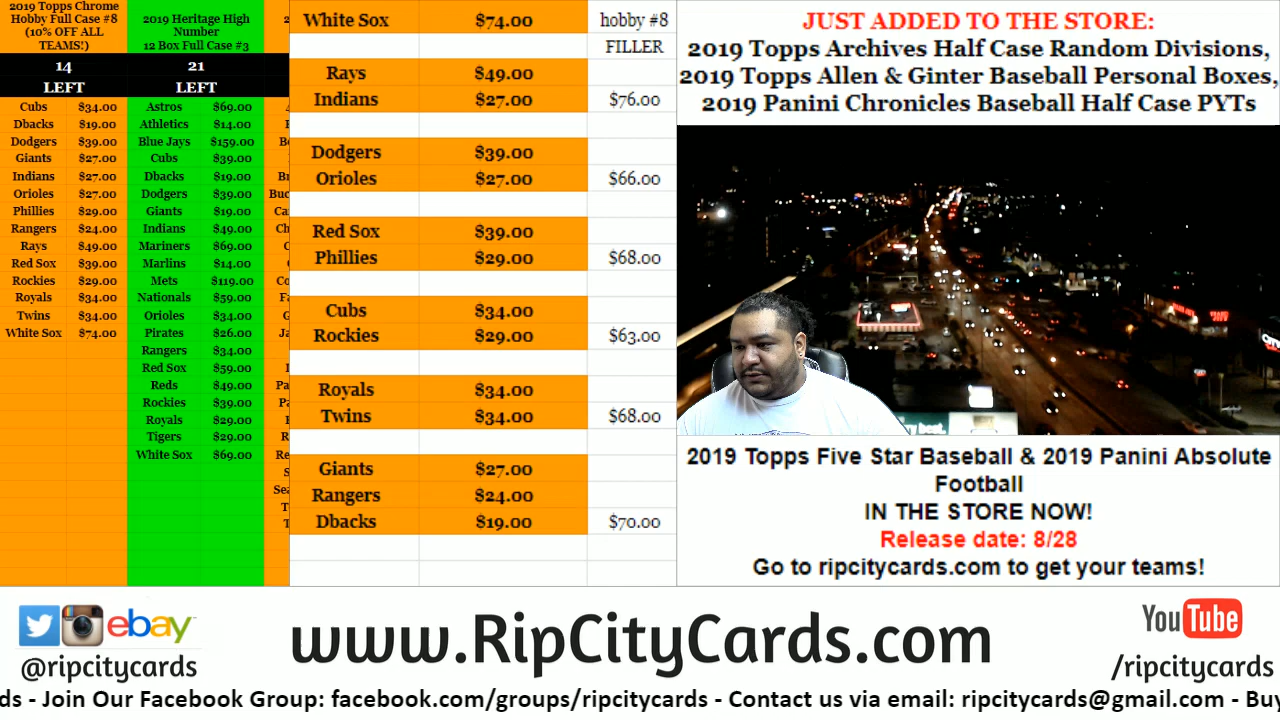 2019 Topps Chrome
Hobby Full Case #8
(10% OFF ALL
TEAMS!)
14
LEFT
Cubs $34.00
Dbacks $19.00
Dodgers $39.00
Giants $27.00
Indians $27.00
Orioles $27.00
Phillies $29.00
Rangers $24.00
Rays $49.00
Red Sox $39.00
Rockies $29.00
Royals $34.00
Twins $34.00
White Sox $74.00
2019 Heritage High
Number
12 Box Full Case #3
21
LEFT
Astros $69.00
Athletics $14.00
Blue Jays $159.00
Cubs $39.00
Dbacks $19.00
Dodgers $39.00
Giants $19.00
Indians $49.00
Mariners $69.00
Marlins $14.00
Mets $119.00
Nationals $59.00
Orioles $34.00
Pirates $26.00
Rangers $34.00
Red Sox $59.00
Reds $49.00
Rockies $39.00
Royals $29.00
Tigers $29.00
White Sox $69.00
White Sox $74.00 hobby #8
FILLER
Rays $49.00
Indians $27.00 $76.00
Dodgers $39.00
Orioles $27.00 $66.00
Red Sox $39.00
Phillies $29.00 $68.00
Cubs $34.00
Rockies $29.00 $63.00
Royals $34.00
Twins $34.00 $68.00
Giants $27.00
Rangers $24.00
Dbacks $19.00 $70.00
JUST ADDED TO THE STORE:
2019 Topps Archives Half Case Random Divisions,
2019 Topps Allen & Ginter Baseball Personal Boxes,
2019 Panini Chronicles Baseball Half Case PYTs
2019 Topps Five Star Baseball & 2019 Panini Absolute
Football
IN THE STORE NOW!
Release date: 8/28
Go to ripcitycards.com to get your teams!
ebay
@ripcitycards
www.RipCityCards.com
YouTube
/ripcitycards
ds - Join Our Facebook Group: facebook.com/groups/ripcitycards - Contact us via email: ripcitycards@gmail.com - Buy